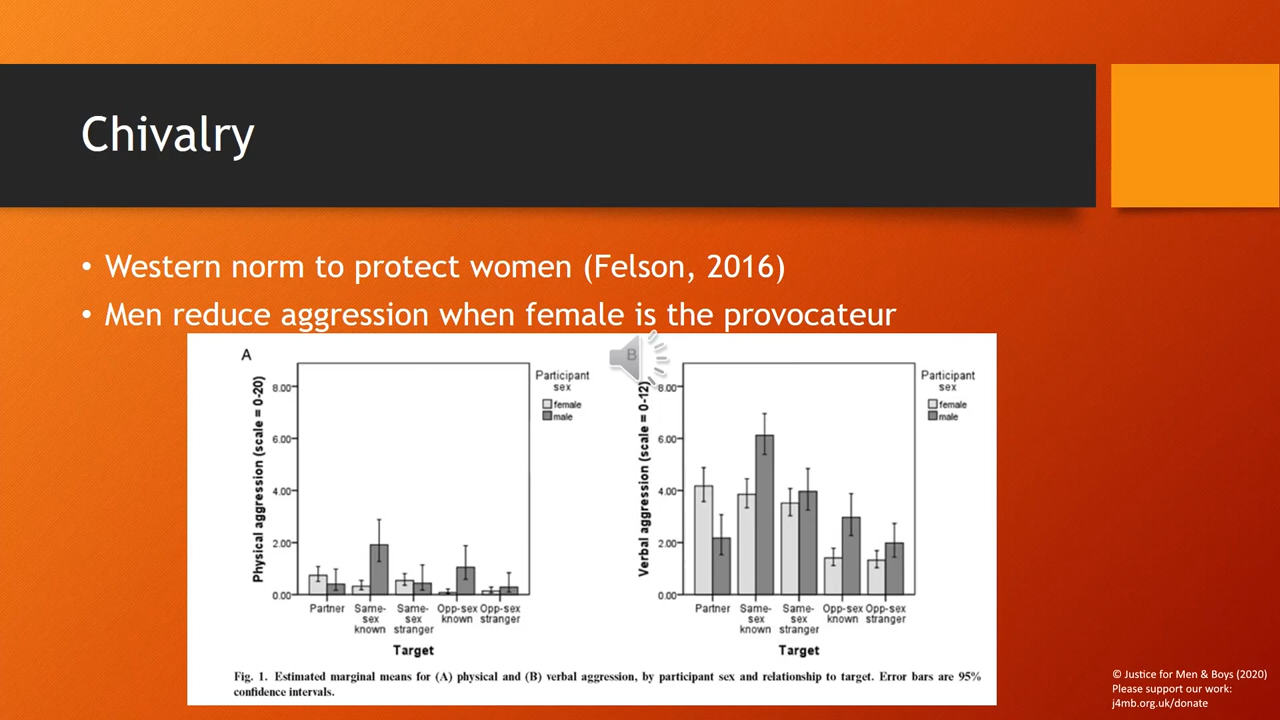 Chivalry
• Western norm to protect women (Felson, 2016)
• Men reduce aggression when female is the provocateur
A
Physical aggression (scale = 0-20)
8.00
6.00
4.00
2.00
0.00
Partner
Same-
sex
known
Same-
sex
stranger
Opp-sex
known
Opp-sex
stranger
Target
Participant
sex
female
male
B
Verbal aggression (scale = 0-12)
8.00
6.00
4.00
2.00
0.00
Partner
Same-
sex
known
Same-
sex
stranger
Opp-sex
known
Opp-sex
stranger
Target
Participant
sex
female
male
Fig. 1. Estimated marginal means for (A) physical and (B) verbal aggression, by participant sex and relationship to target. Error bars are 95%
confidence intervals.
© Justice for Men & Boys (2020)
Please support our work:
j4mb.org.uk/donate